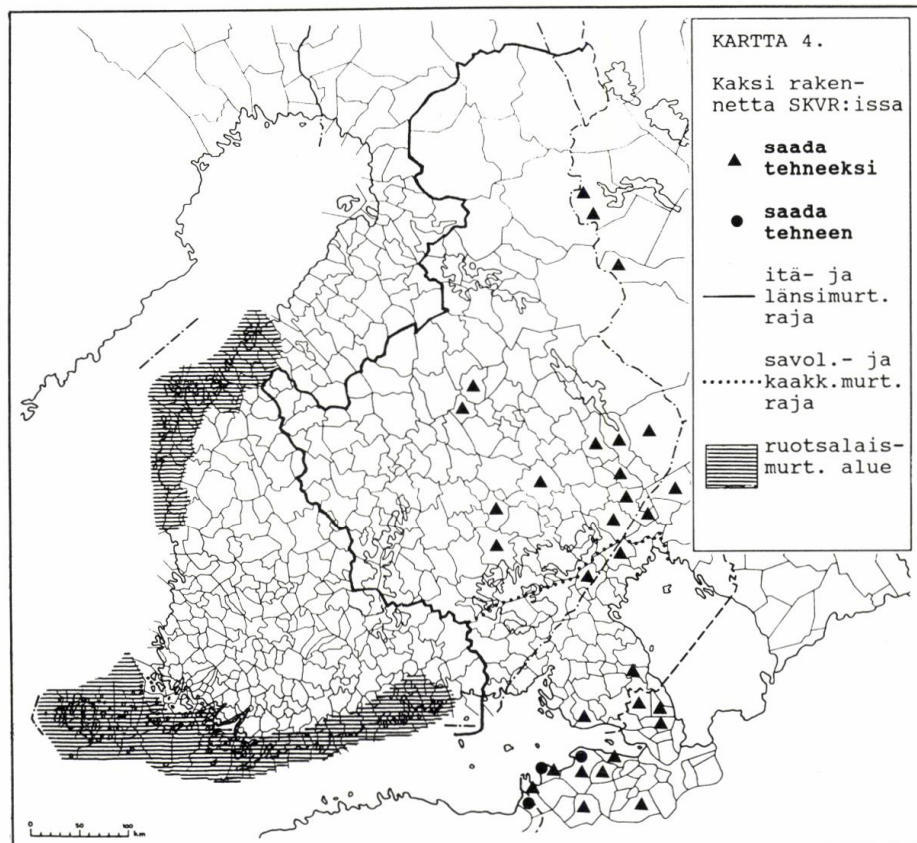 KARTTA 4.
Kaksi raken-
netta SKVR:issa
saada
tehneeksi
saada
tehneen
itä- ja
länsimurt.
raja
savol.- ja
kaakk.murt.
raja
ruotsalais-
murt. alue
0 50 100
km